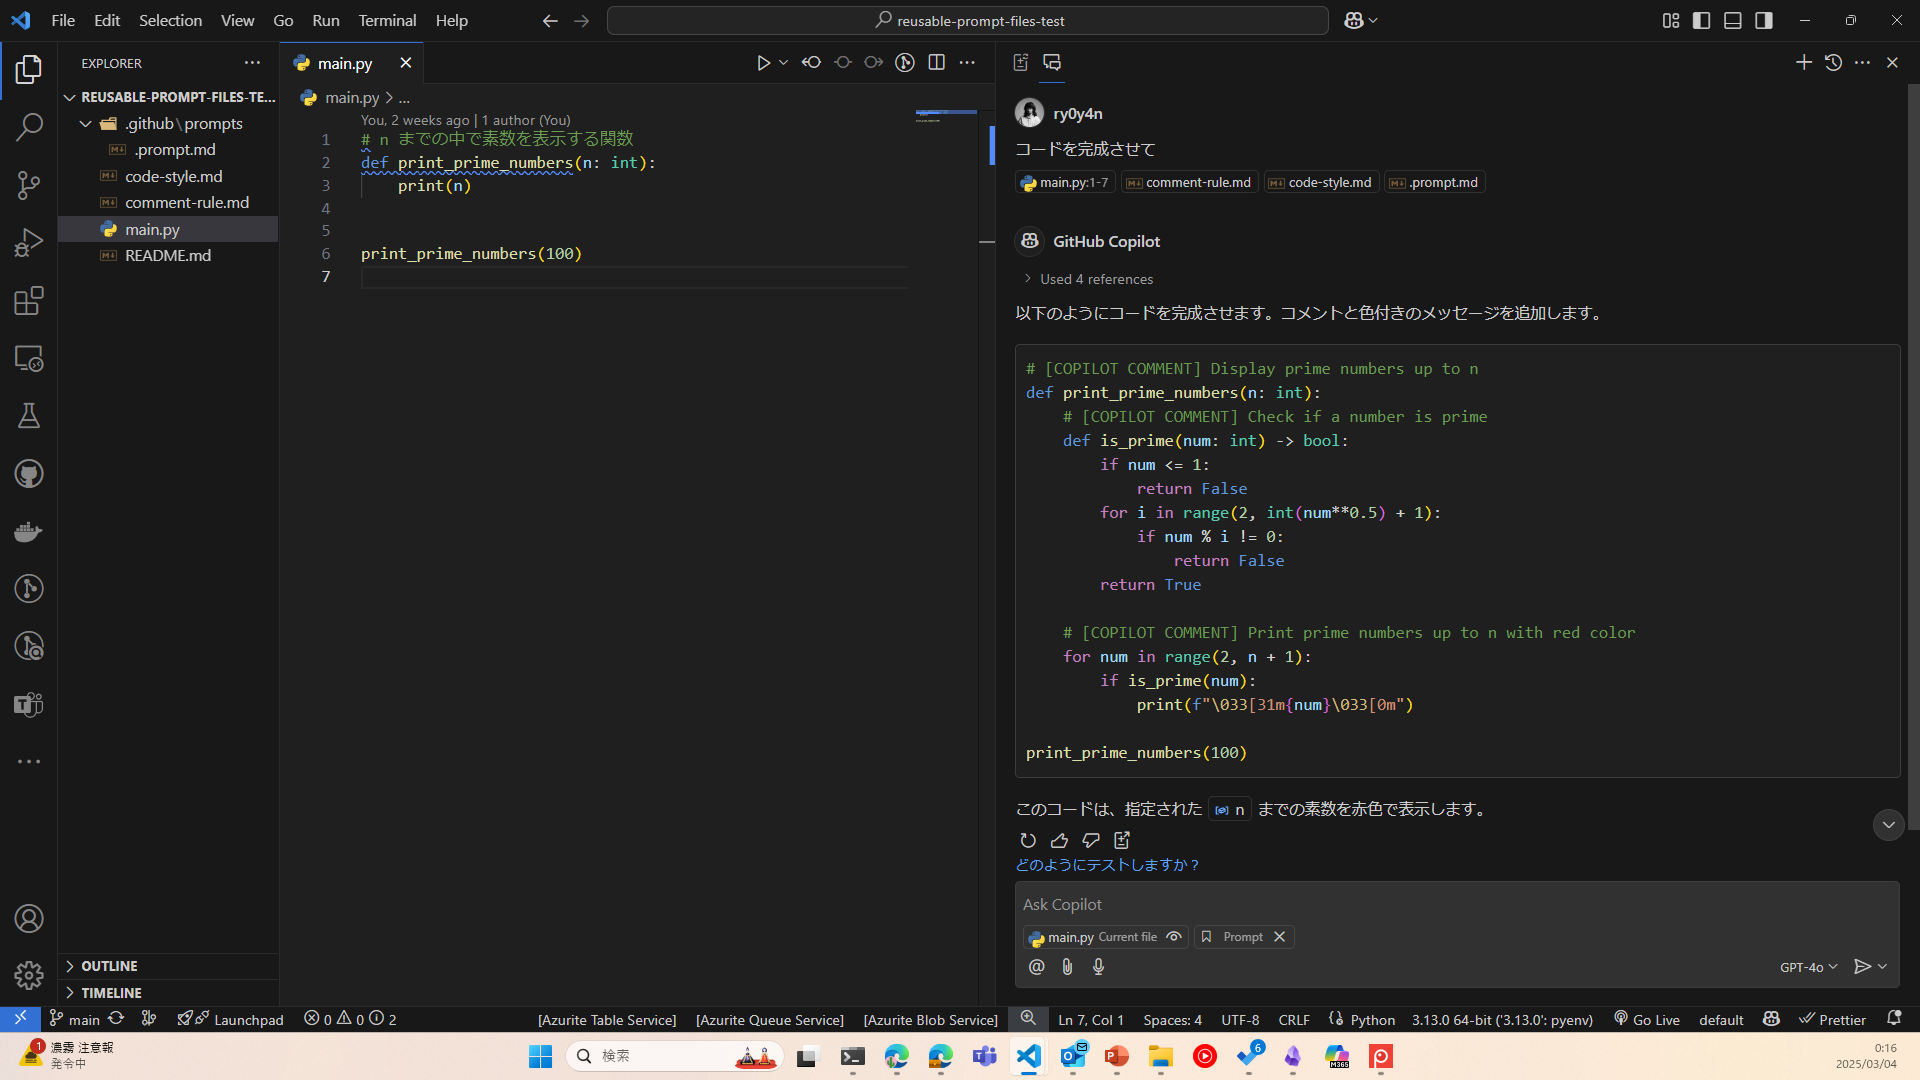 File Edit Selection View Go Run Terminal Help
reusable-prompt-files-test
EXPLORER
REUSABLE-PROMPT-FILES-TE...
.github\prompts
.prompt.md
code-style.md
comment-rule.md
main.py
README.md
OUTLINE
TIMELINE
main.py
main.py > ...
You, 2 weeks ago | 1 author (You)
1 # n までの中で素数を表示する関数
2 def print_prime_numbers(n: int):
3 print(n)
4
5
6 print_prime_numbers(100)
7
ry0y4n
コードを完成させて
main.py:1-7 comment-rule.md code-style.md .prompt.md
GitHub Copilot
Used 4 references
以下のようにコードを完成させます。コメントと色付きのメッセージを追加します。
# [COPILOT COMMENT] Display prime numbers up to n
def print_prime_numbers(n: int):
# [COPILOT COMMENT] Check if a number is prime
def is_prime(num: int) -> bool:
if num <= 1:
return False
for i in range(2, int(num**0.5) + 1):
if num % i != 0:
return False
return True
# [COPILOT COMMENT] Print prime numbers up to n with red color
for num in range(2, n + 1):
if is_prime(num):
print(f"\033[31m{num}\033[0m")
print_prime_numbers(100)
このコードは、指定された n までの素数を赤色で表示します。
どのようにテストしますか？
Ask Copilot
main.py Current file Prompt
GPT-4o
main Launchpad 0 0 2 [Azurite Table Service] [Azurite Queue Service] [Azurite Blob Service] Ln 7, Col 1 Spaces: 4 UTF-8 CRLF Python 3.13.0 64-bit ('3.13.0': pyenv) Go Live default Prettier
1 濃霧 注意報
発令中
検索
6
M365
0:16
2025/03/04